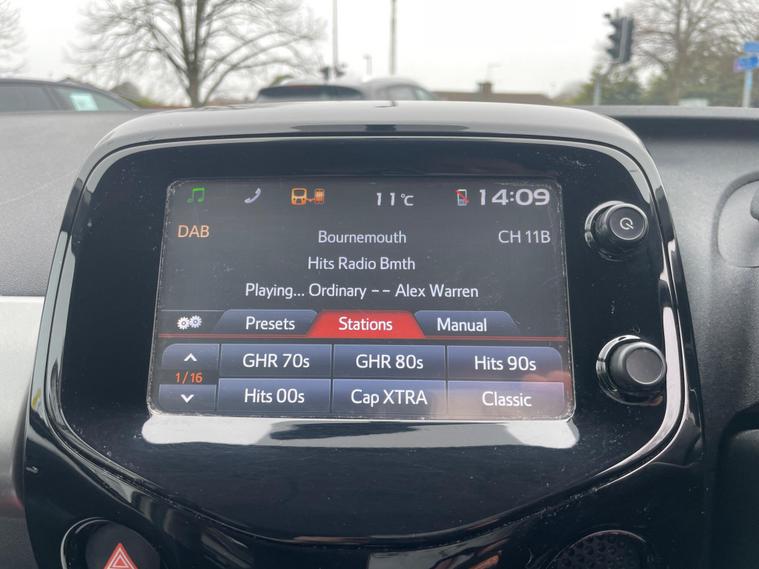 11°C 14:09
DAB Bournemouth CH 11B
Hits Radio Bmth
Playing... Ordinary -- Alex Warren
Presets Stations Manual
GHR 70s GHR 80s Hits 90s
1/16
Hits 00s Cap XTRA Classic